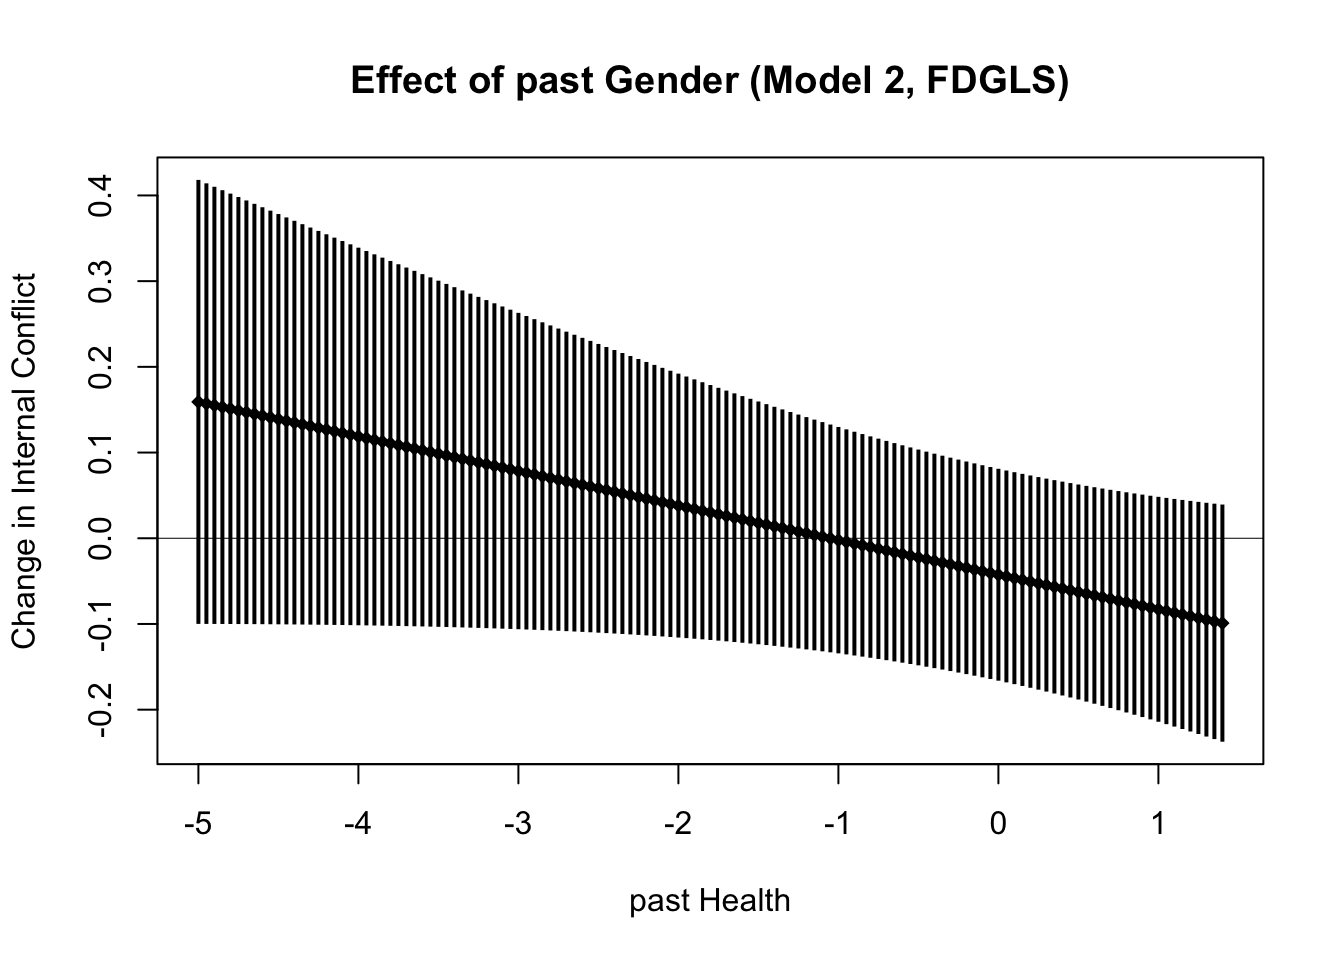 Effect of past Gender (Model 2, FDGLS)
Change in Internal Conflict
0.4
0.3
0.2
0.1
0.0
-0.1
-0.2
-5 -4 -3 -2 -1 0 1
past Health